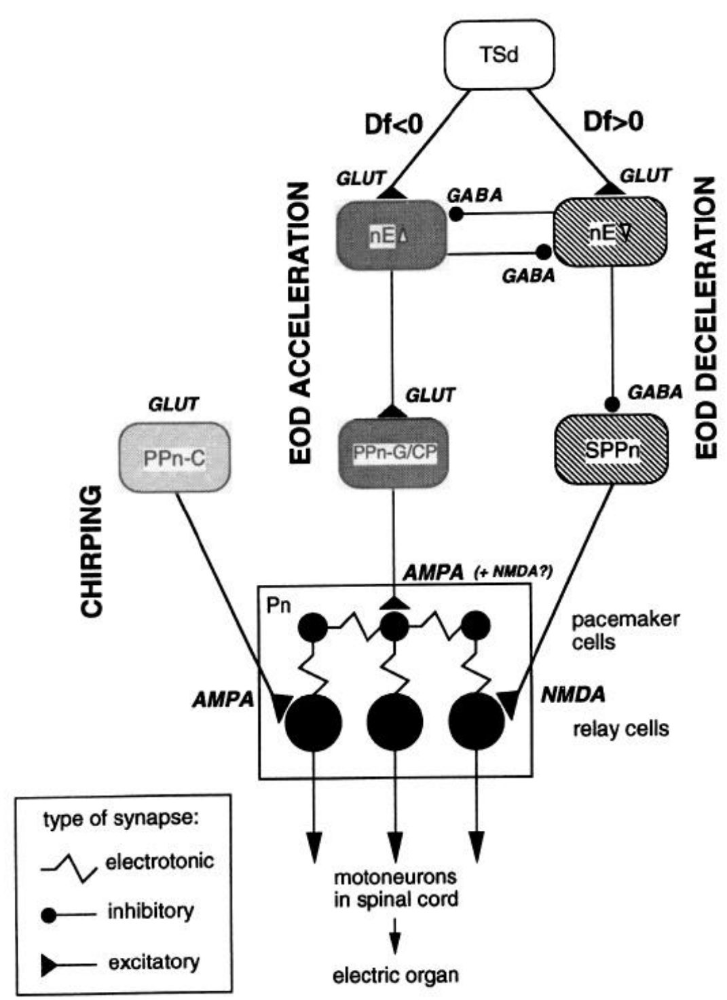 TSd
Df<0
Df>0
GLUT
GLUT
GABA
nE
nE
GABA
EOD ACCELERATION
EOD DECELERATION
GLUT
GABA
GLUT
PPn-C
PPn-G/CP
SPPn
CHIRPING
AMPA (+ NMDA?)
Pn
pacemaker
cells
AMPA
NMDA
relay cells
type of synapse:
electrotonic
inhibitory
excitatory
motoneurons
in spinal cord
electric organ